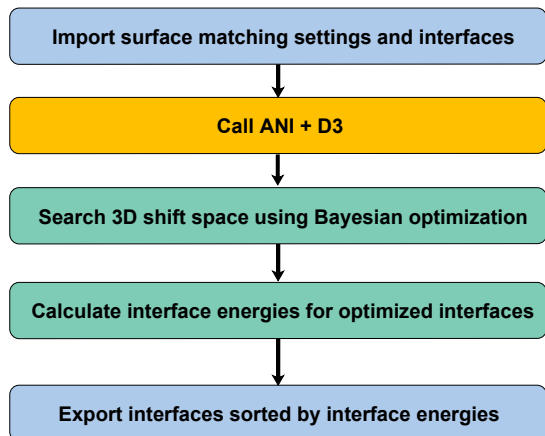 Import surface matching settings and interfaces
Call ANI + D3
Search 3D shift space using Bayesian optimization
Calculate interface energies for optimized interfaces
Export interfaces sorted by interface energies